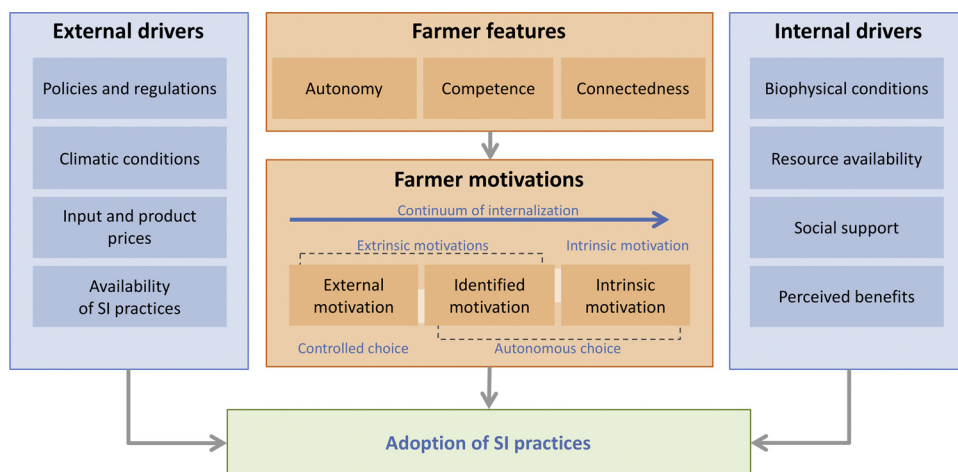 External drivers
Policies and regulations
Climatic conditions
Input and product
prices
Availability
of SI practices
Farmer features
Autonomy
Competence
Connectedness
Farmer motivations
Continuum of internalization
Extrinsic motivations
Intrinsic motivation
External
motivation
Identified
motivation
Intrinsic
motivation
Controlled choice
Autonomous choice
Internal drivers
Biophysical conditions
Resource availability
Social support
Perceived benefits
Adoption of SI practices